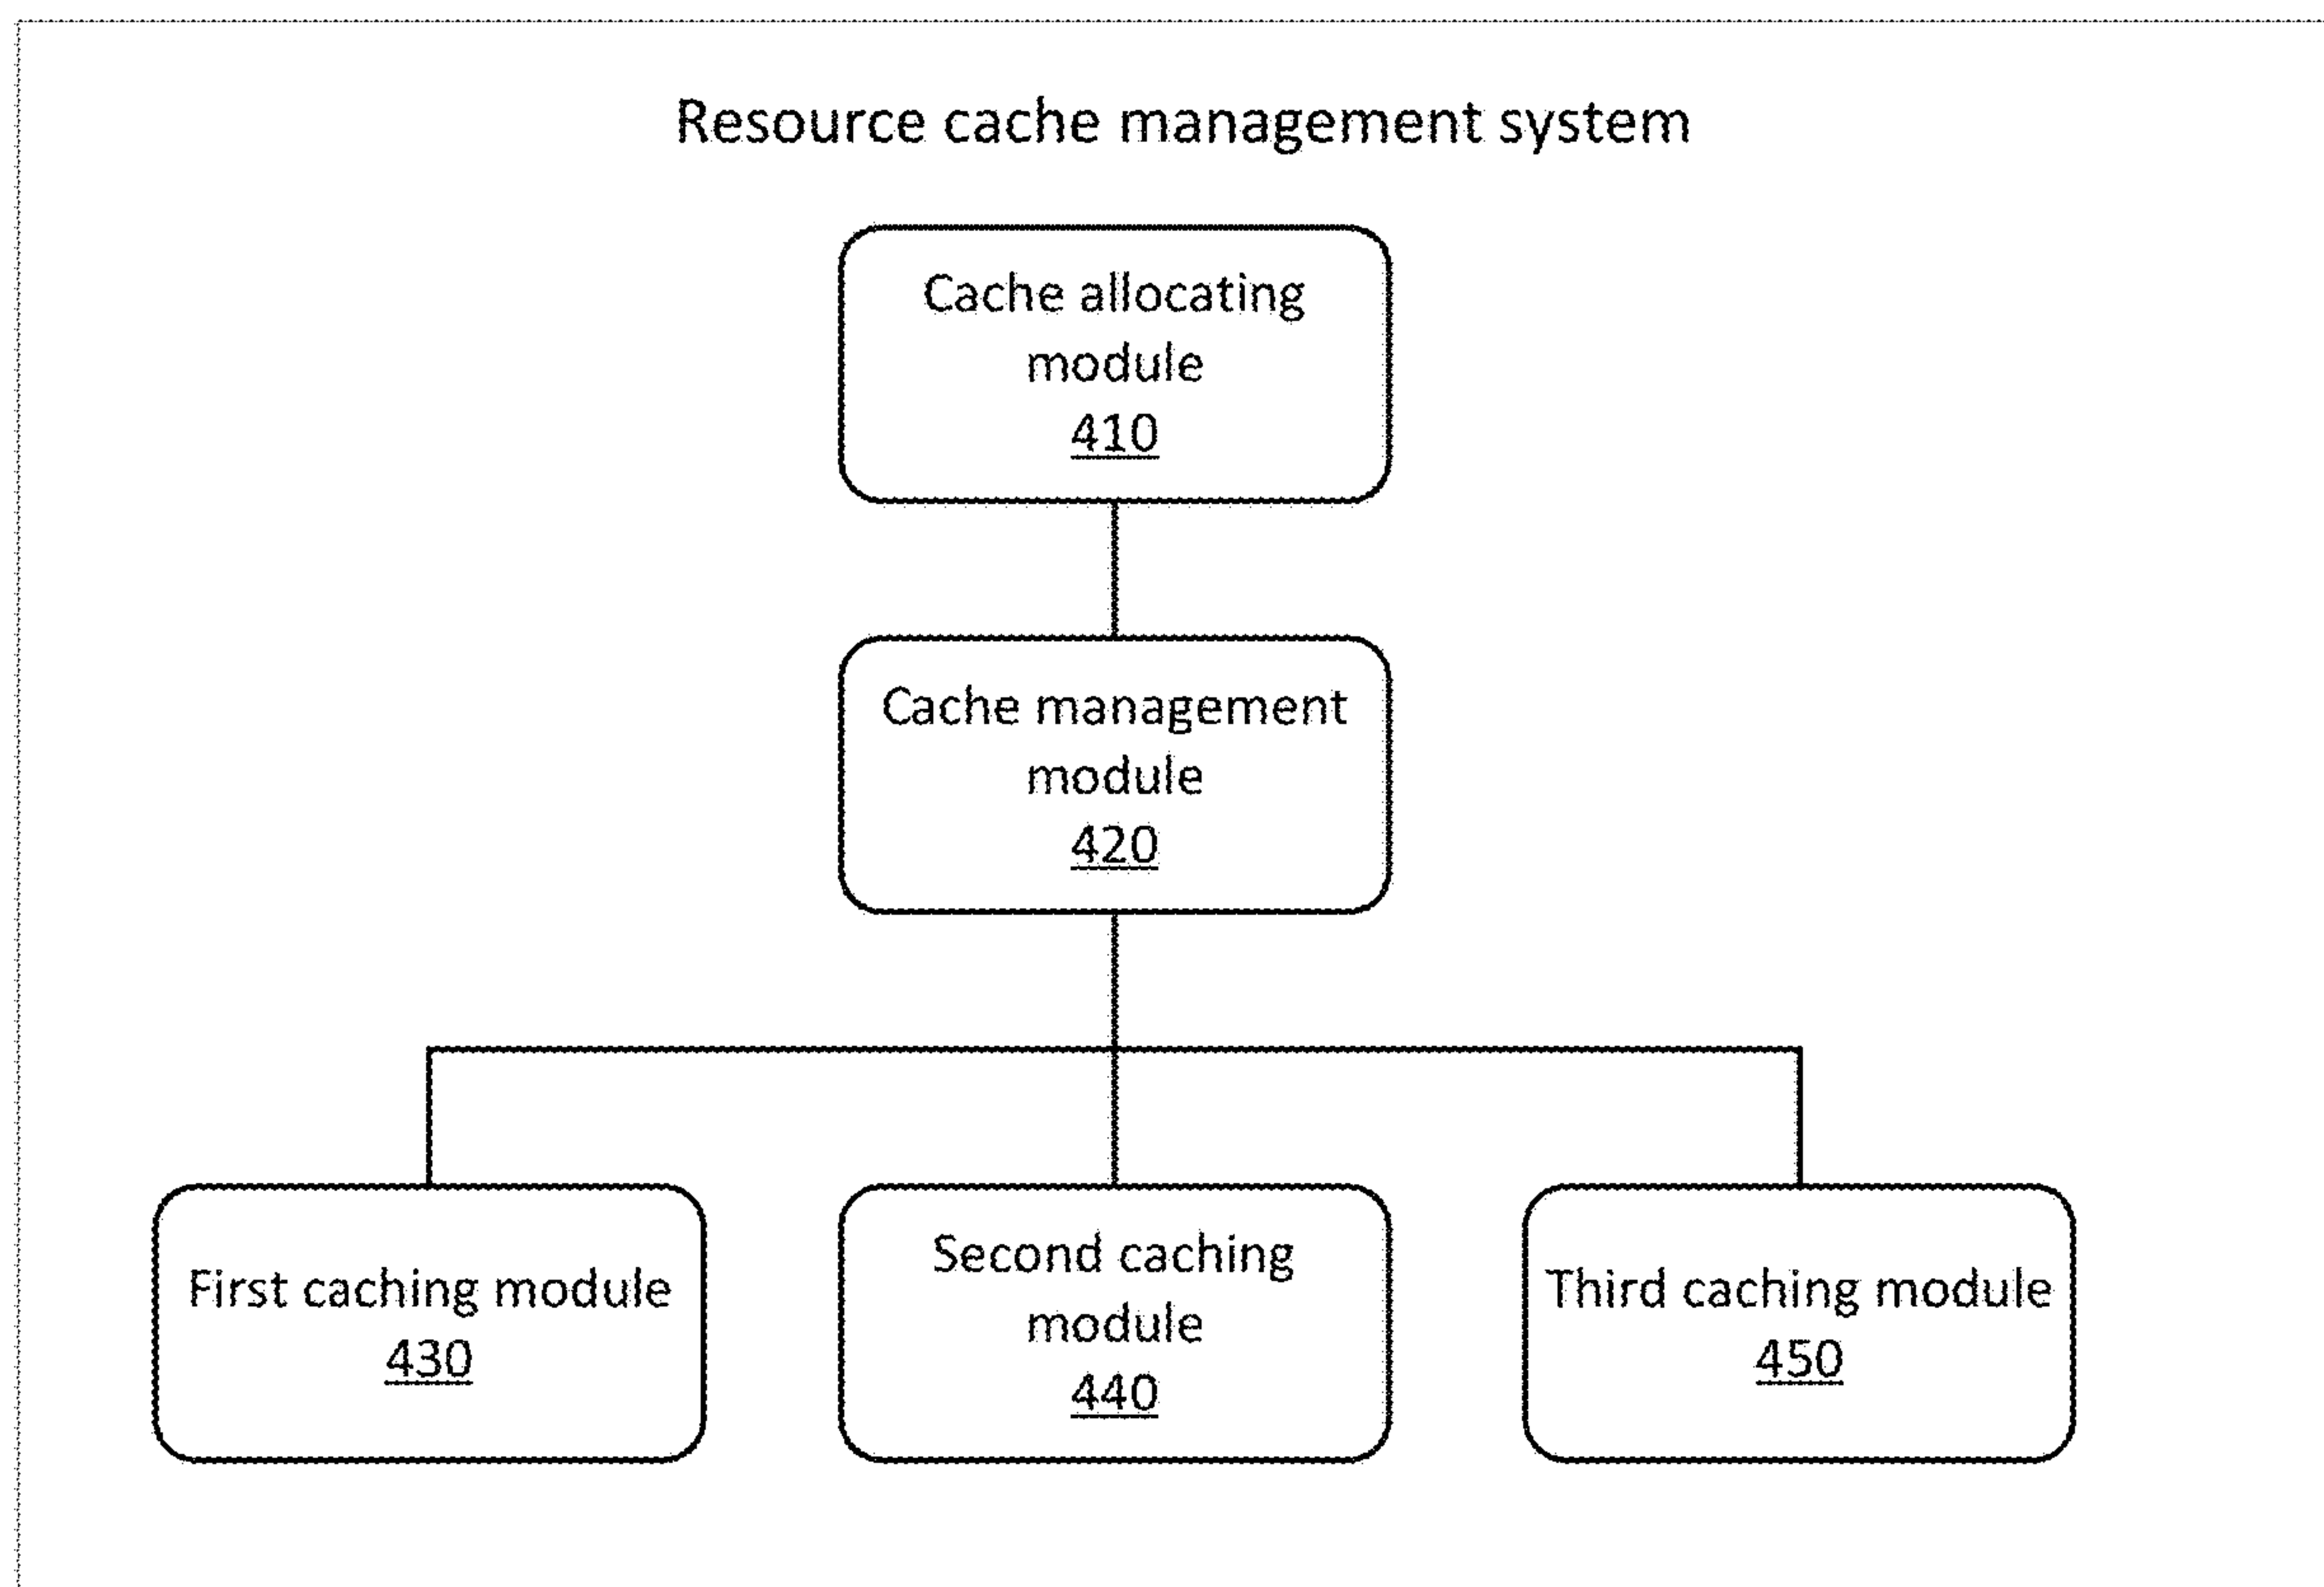 Resource cache management system
Cache allocating
module
410
Cache management
module
420
First caching module
430
Second caching
module
440
Third caching module
450